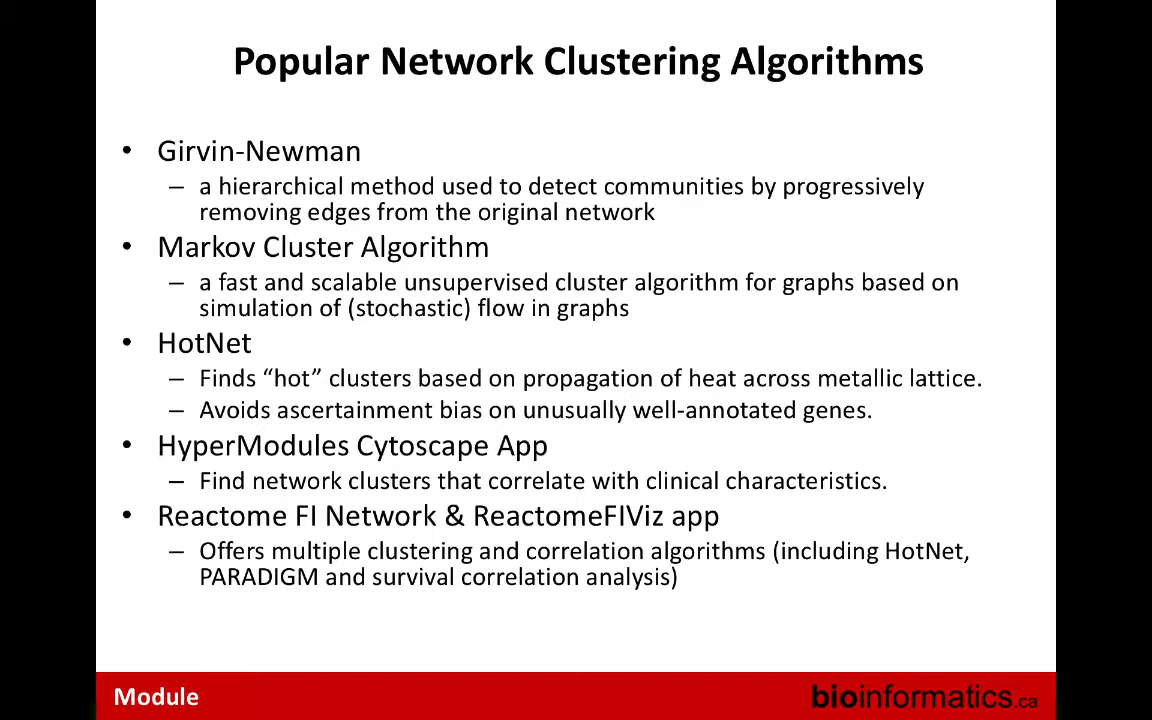 Popular Network Clustering Algorithms
• Girvin-Newman
– a hierarchical method used to detect communities by progressively
removing edges from the original network
• Markov Cluster Algorithm
– a fast and scalable unsupervised cluster algorithm for graphs based on
simulation of (stochastic) flow in graphs
• HotNet
– Finds “hot” clusters based on propagation of heat across metallic lattice.
– Avoids ascertainment bias on unusually well-annotated genes.
• HyperModules Cytoscape App
– Find network clusters that correlate with clinical characteristics.
• Reactome FI Network & ReactomeFIViz app
– Offers multiple clustering and correlation algorithms (including HotNet,
PARADIGM and survival correlation analysis)
Module
bioinformatics.ca